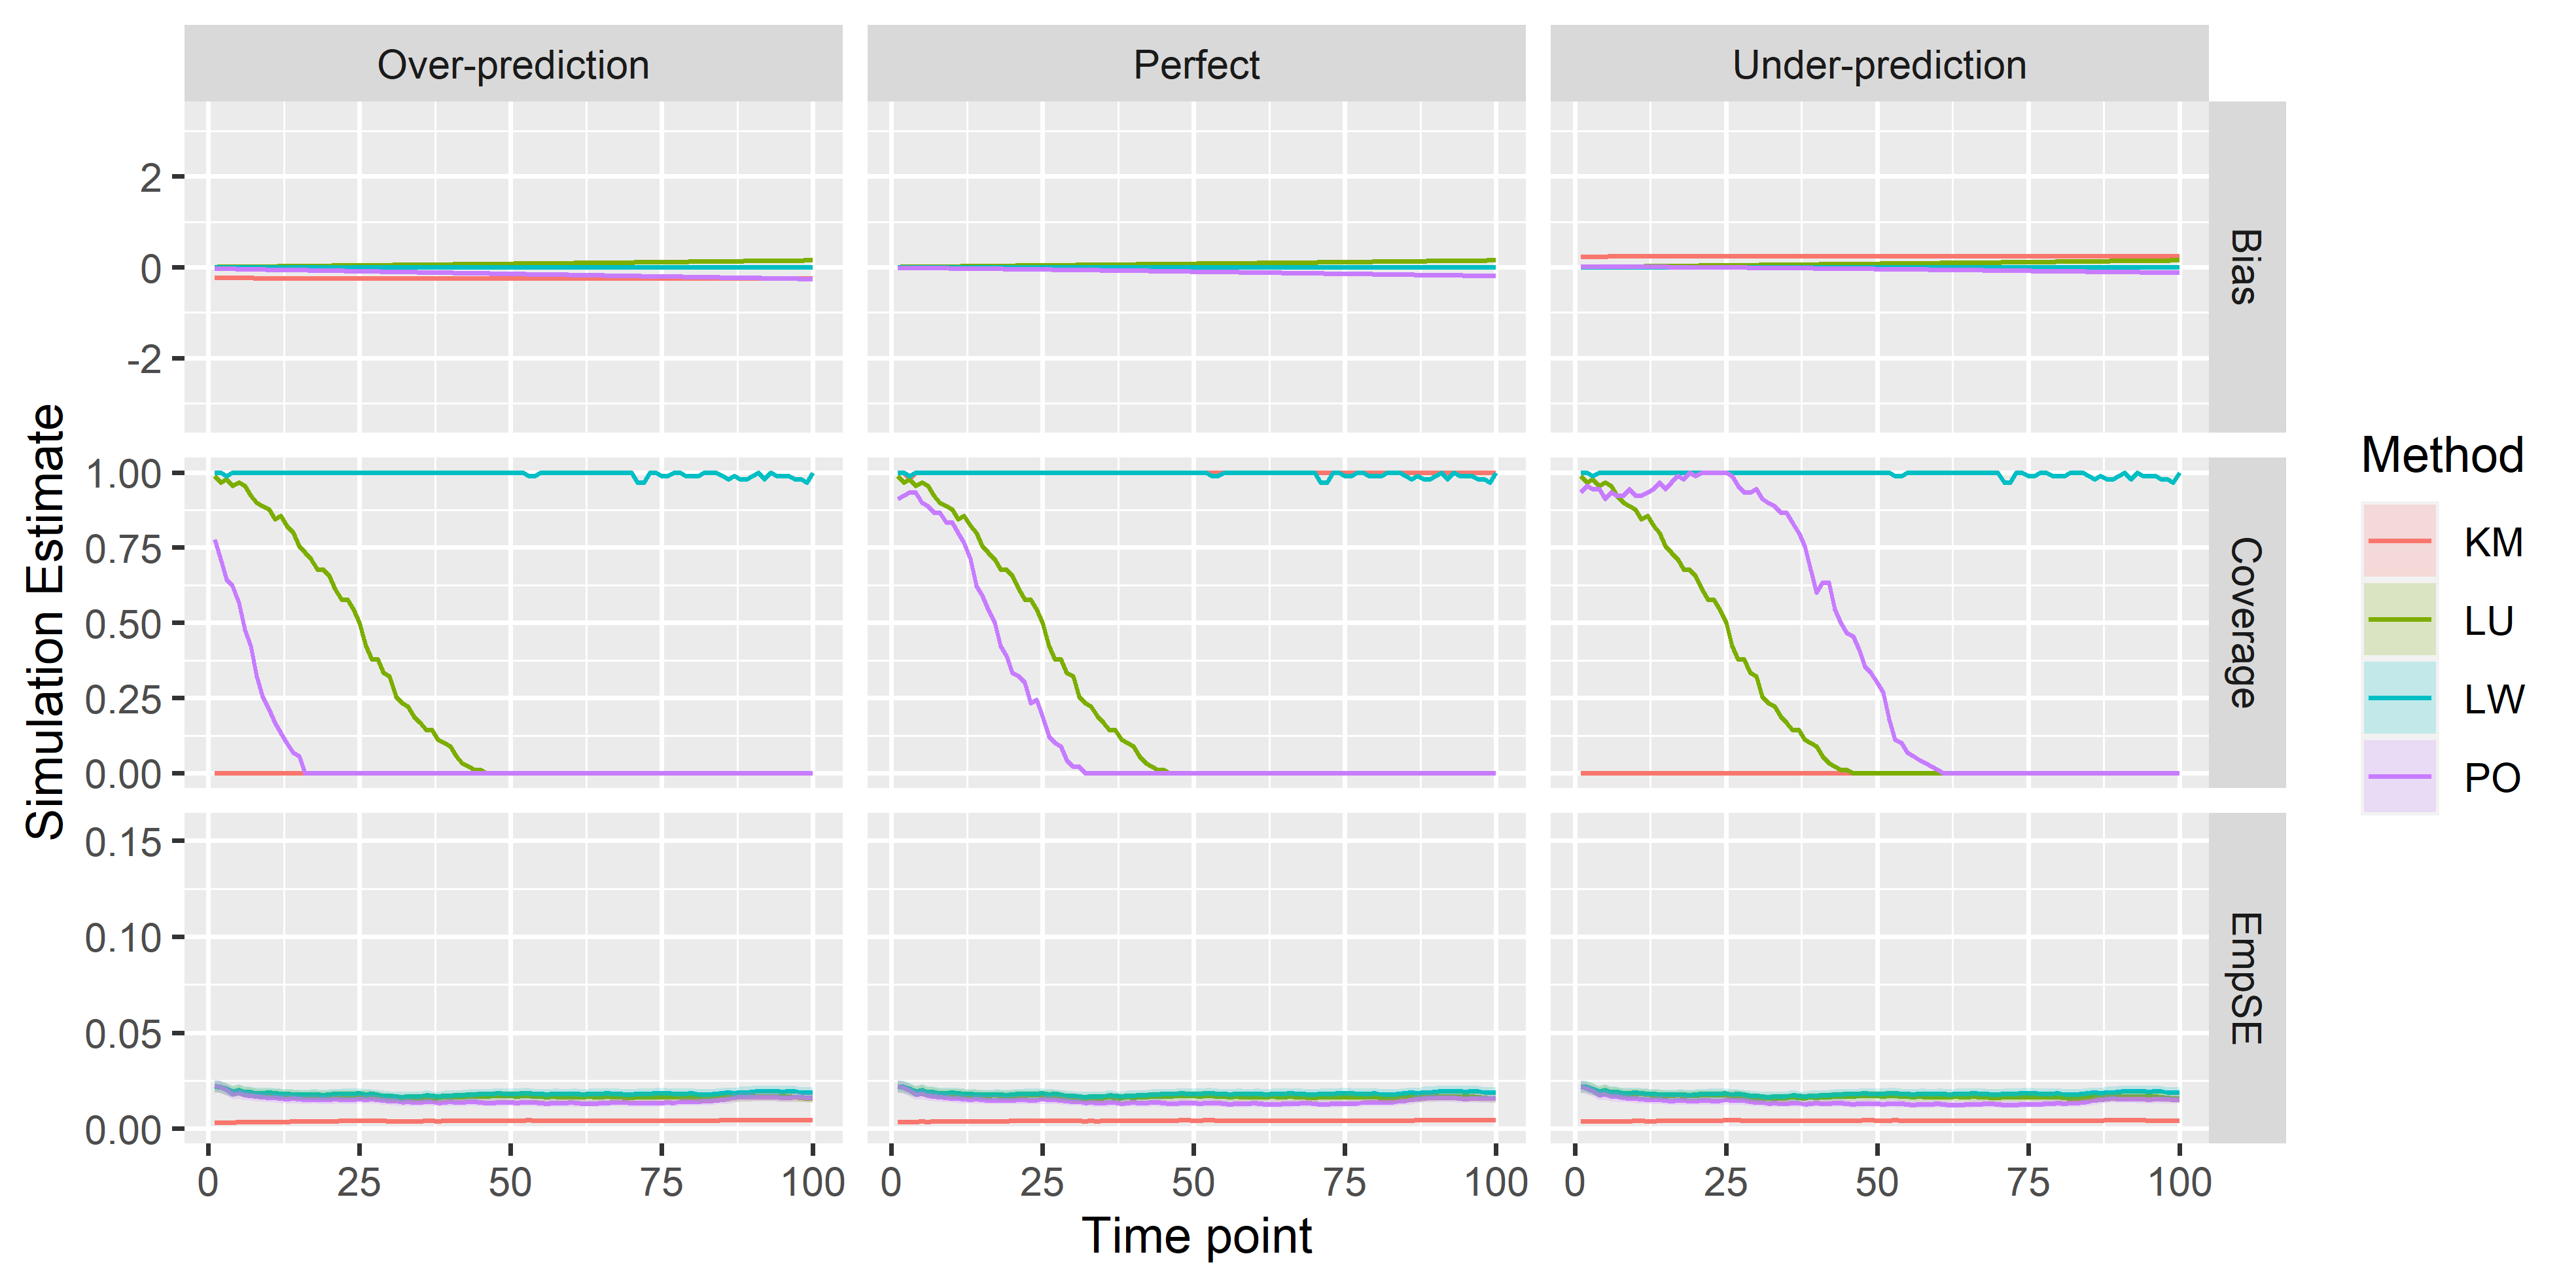 Over-prediction
Perfect
Under-prediction
2
0
-2
Bias
1.00
0.75
0.50
0.25
0.00
Coverage
0.15
0.10
0.05
0.00
EmpSE
0
25
50
75
100
0
25
50
75
100
0
25
50
75
100
Time point
Simulation Estimate
Method
KM
LU
LW
PO